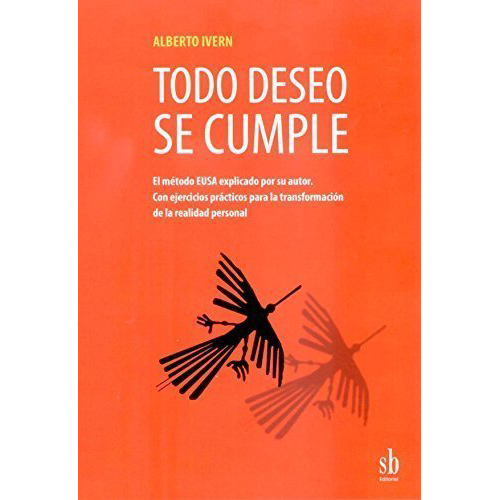 ALBERTO IVERN
TODO DESEO
SE CUMPLE
El método EUSA explicado por su autor.
Con ejercicios prácticos para la transformación
de la realidad personal
sb
Editorial